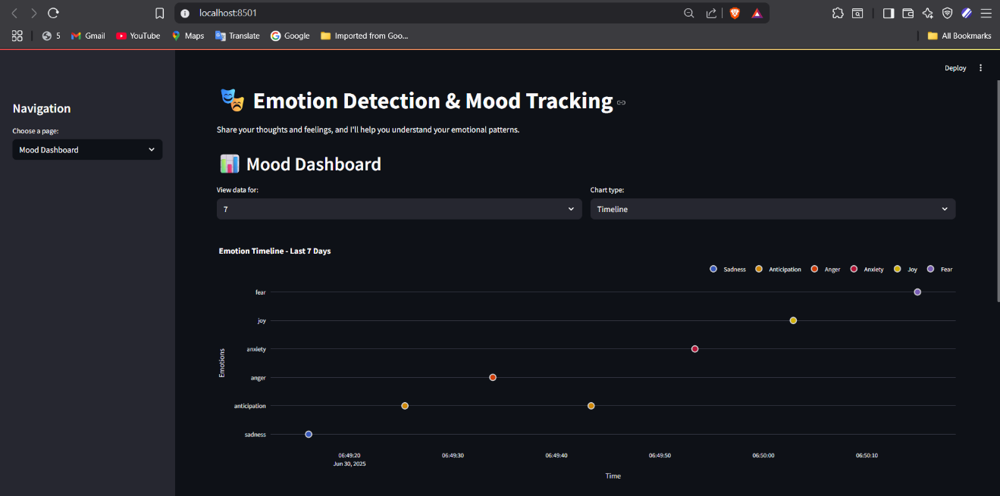 localhost:8501
5
Gmail
YouTube
Maps
Translate
Google
Imported from Goo...
All Bookmarks
Deploy
Navigation
Choose a page:
Mood Dashboard
Emotion Detection & Mood Tracking
Share your thoughts and feelings, and I'll help you understand your emotional patterns.
Mood Dashboard
View data for:
7
Chart type:
Timeline
Emotion Timeline - Last 7 Days
Sadness
Anticipation
Anger
Anxiety
Joy
Fear
Emotions
fear
joy
anxiety
anger
anticipation
sadness
06:49:20
Jun 30, 2025
06:49:30
06:49:40
06:49:50
06:50:00
06:50:10
Time